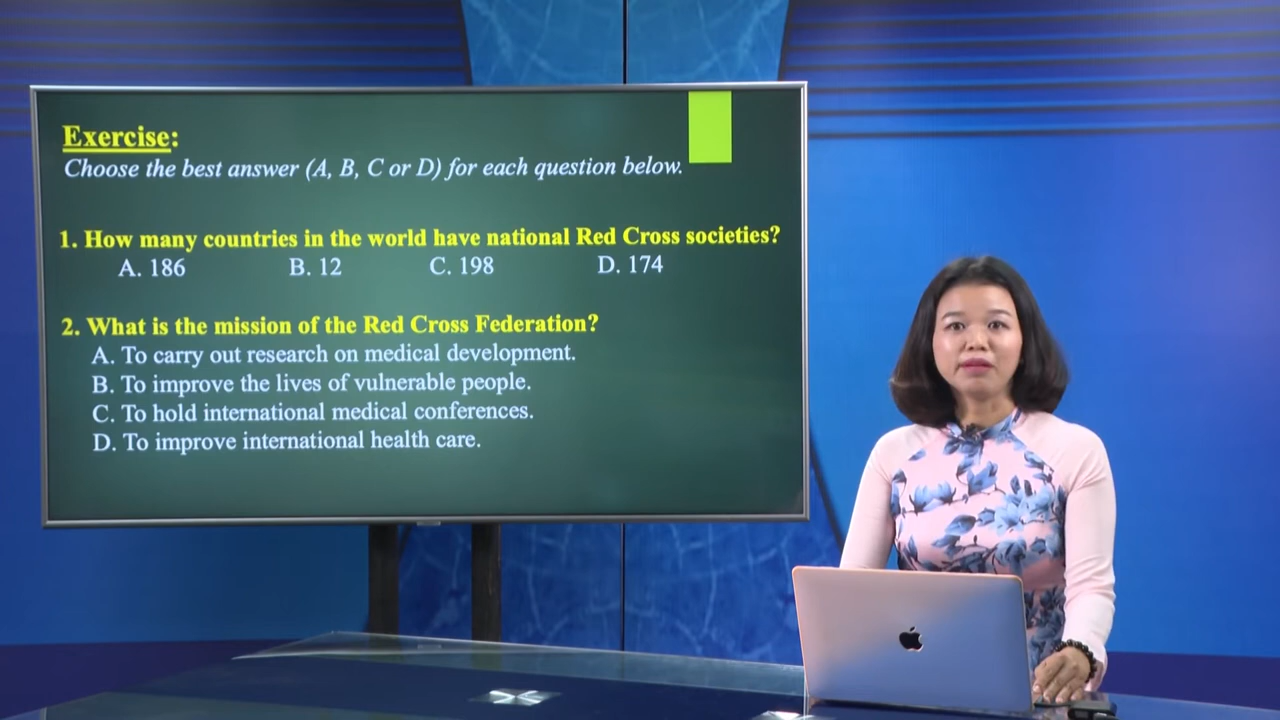 Exercise:
Choose the best answer (A, B, C or D) for each question below.
1. How many countries in the world have national Red Cross societies?
A. 186 B. 12 C. 198 D. 174
2. What is the mission of the Red Cross Federation?
A. To carry out research on medical development.
B. To improve the lives of vulnerable people.
C. To hold international medical conferences.
D. To improve international health care.